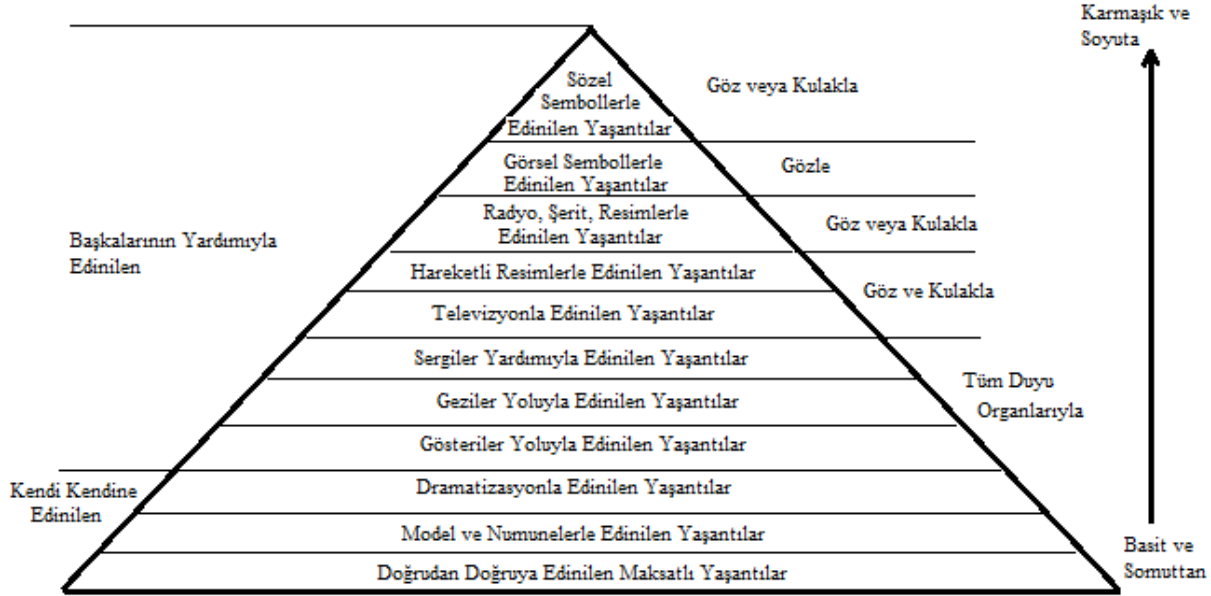 Karmaşık ve
Soyuta
Sözel
Sembollerle
Edinilen Yaşantılar
Göz veya Kulakla
Görsel Sembollerle
Edinilen Yaşantılar
Gözle
Radyo, Şerit, Resimlerle
Edinilen Yaşantılar
Göz veya Kulakla
Başkalarının Yardımıyla
Edinilen
Hareketli Resimlerle Edinilen Yaşantılar
Göz ve Kulakla
Televizyonla Edinilen Yaşantılar
Sergiler Yardımıyla Edinilen Yaşantılar
Tüm Duyu
Organlarıyla
Geziler Yoluyla Edinilen Yaşantılar
Gösteriler Yoluyla Edinilen Yaşantılar
Kendi Kendine
Edinilen
Dramatizasyonla Edinilen Yaşantılar
Model ve Numunelerle Edinilen Yaşantılar
Doğrudan Doğruya Edinilen Maksatlı Yaşantılar
Basit ve
Somuttan